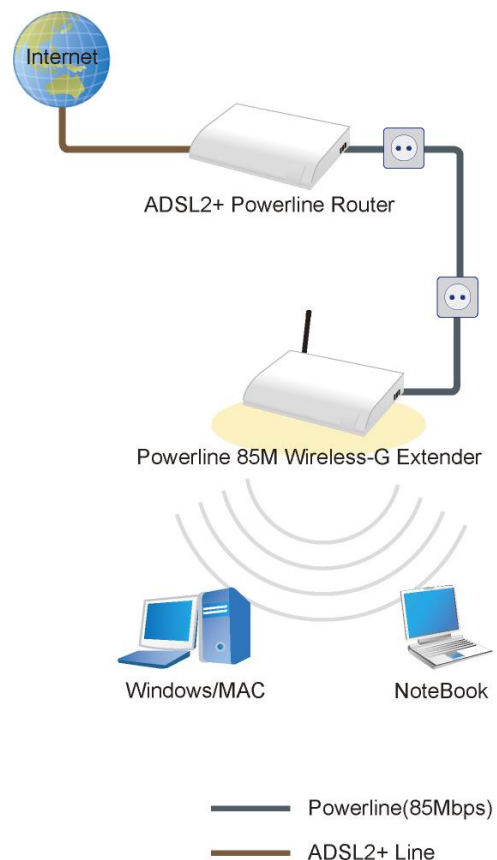 Internet
ADSL2+ Powerline Router
Powerline 85M Wireless-G Extender
Windows/MAC
NoteBook
Powerline(85Mbps)
ADSL2+ Line